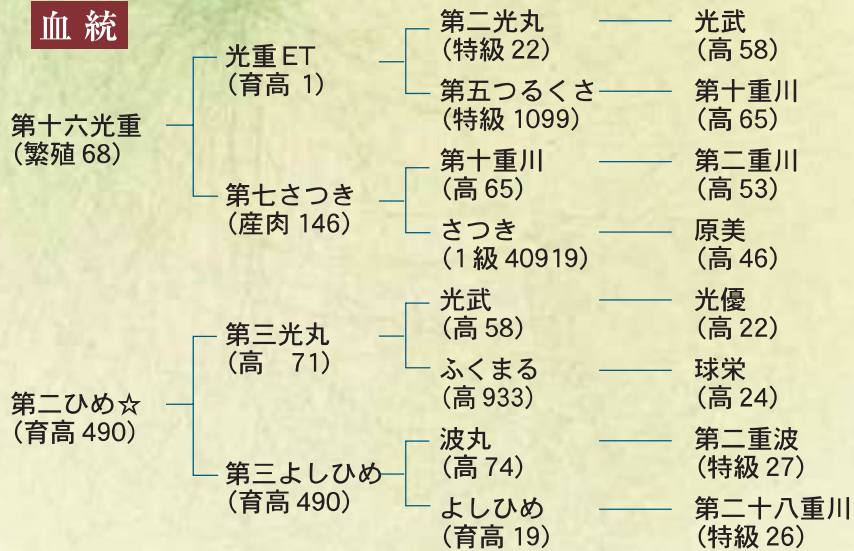 血統
第十六光重
(繁殖 68)
光重ET
(育高 1)
第二光丸
(特級 22)
光武
(高 58)
第五つるくさ
(特級 1099)
第十重川
(高 65)
第七さつき
(産肉 146)
第十重川
(高 65)
第二重川
(高 53)
さつき
(1級 40919)
原美
(高 46)
第二ひめ☆
(育高 490)
第三光丸
(高 71)
光武
(高 58)
光優
(高 22)
ふくまる
(高 933)
球栄
(高 24)
第三よしひめ
(育高 490)
波丸
(高 74)
第二重波
(特級 27)
よしひめ
(育高 19)
第二十八重川
(特級 26)